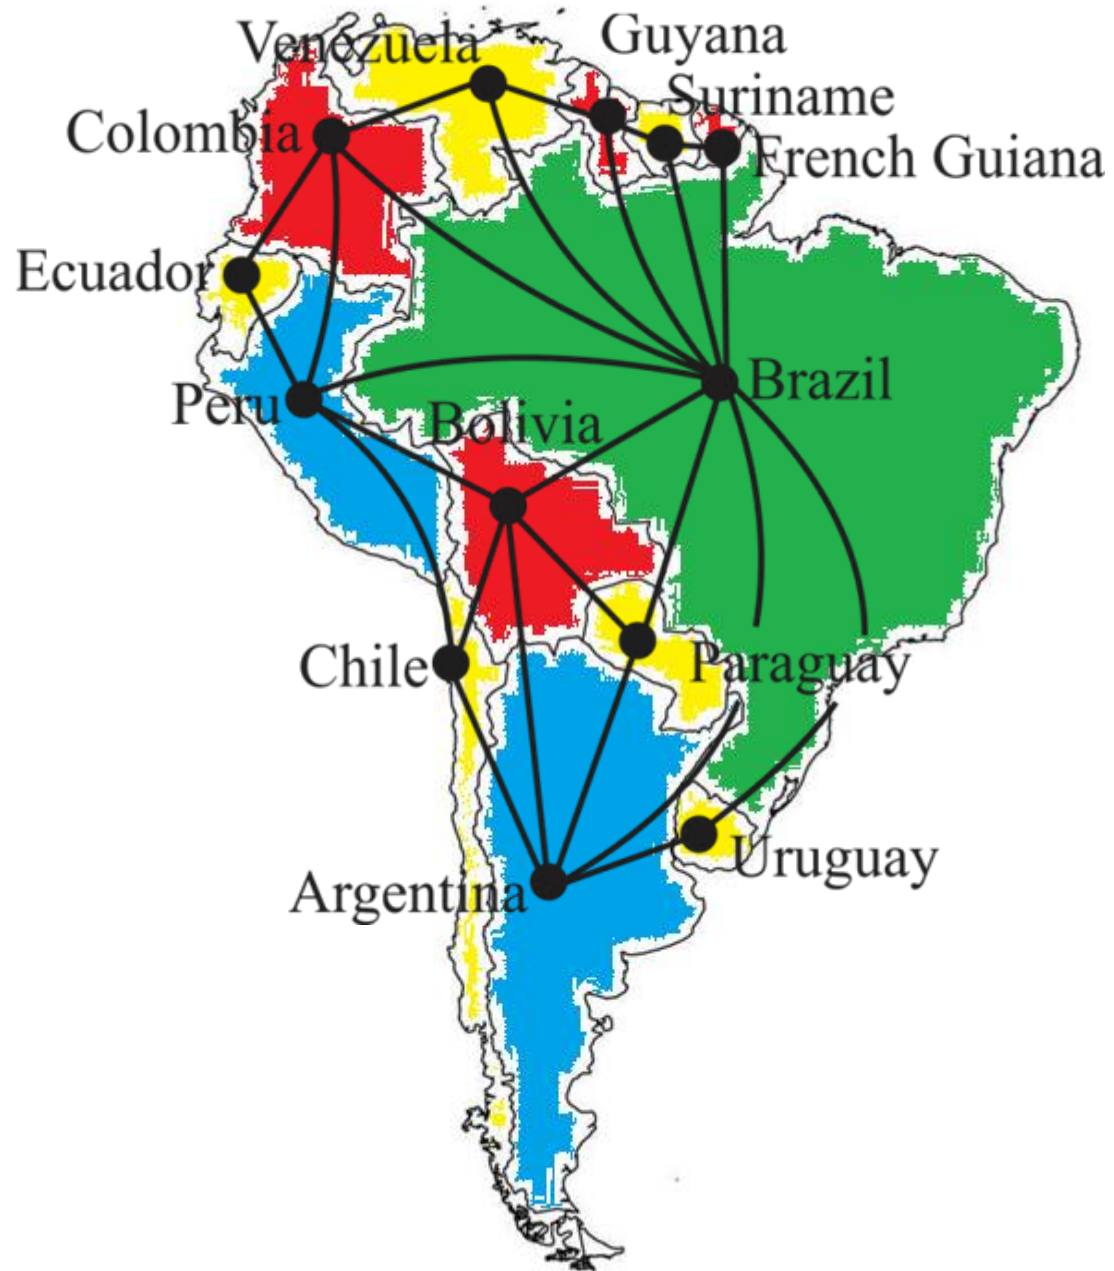 Venezuela
Guyana
Suriname
Colombia
French Guiana
Ecuador
Brazil
Peru
Bolivia
Chile
Paraguay
Uruguay
Argentina